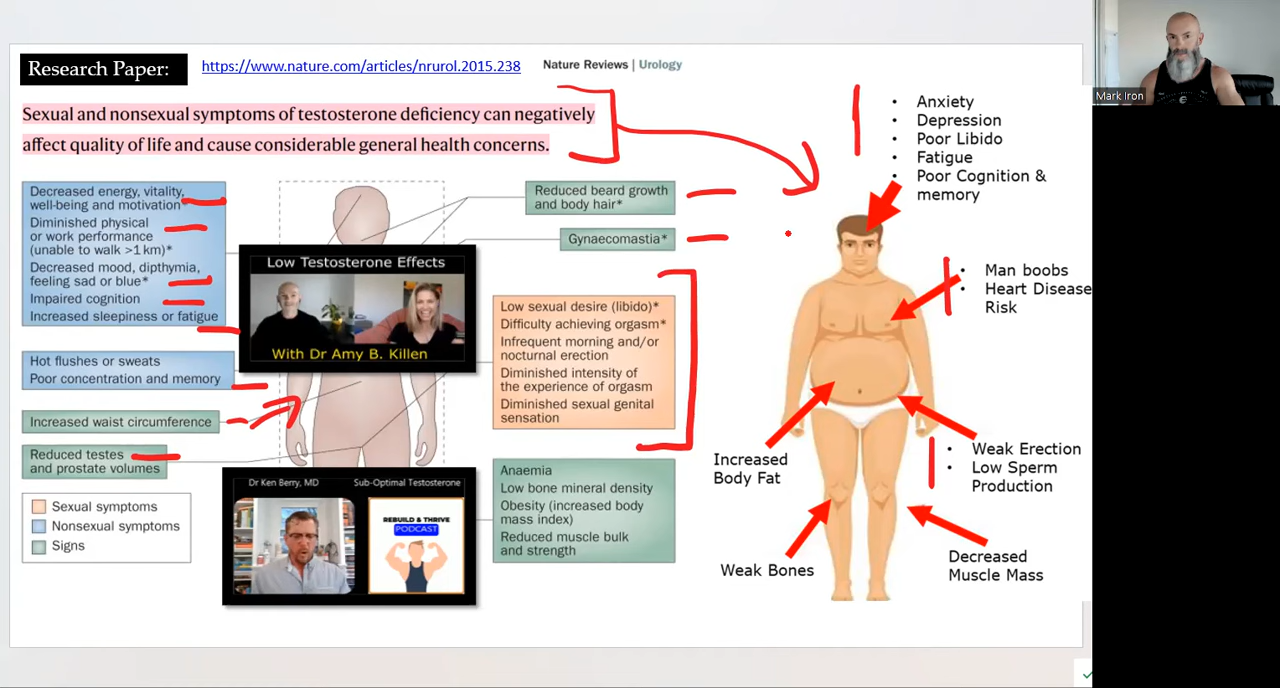 Research Paper:
https://www.nature.com/articles/nrurol.2015.238
Nature Reviews | Urology
Sexual and nonsexual symptoms of testosterone deficiency can negatively
affect quality of life and cause considerable general health concerns.
Decreased energy, vitality,
well-being and motivation
Diminished physical
or work performance
(unable to walk >1 km)*
Decreased mood, dipthymia,
feeling sad or blue*
Impaired cognition
Increased sleepiness or fatigue
Hot flushes or sweats
Poor concentration and memory
Increased waist circumference
Reduced testes
and prostate volumes
Sexual symptoms
Nonsexual symptoms
Signs
Low Testosterone Effects
With Dr Amy B. Killen
Dr Ken Berry, MD
Sub-Optimal Testosterone
REBUILD & THRIVE
PODCAST
Reduced beard growth
and body hair*
Gynaecomastia*
Low sexual desire (libido)*
Difficulty achieving orgasm*
Infrequent morning and/or
nocturnal erection
Diminished intensity of
the experience of orgasm
Diminished sexual genital
sensation
Anaemia
Low bone mineral density
Obesity (increased body
mass index)
Reduced muscle bulk
and strength
• Anxiety
• Depression
• Poor Libido
• Fatigue
• Poor Cognition &
memory
• Man boobs
• Heart Disease
Risk
Increased
Body Fat
• Weak Erection
• Low Sperm
Production
Weak Bones
Decreased
Muscle Mass
Mark Iron